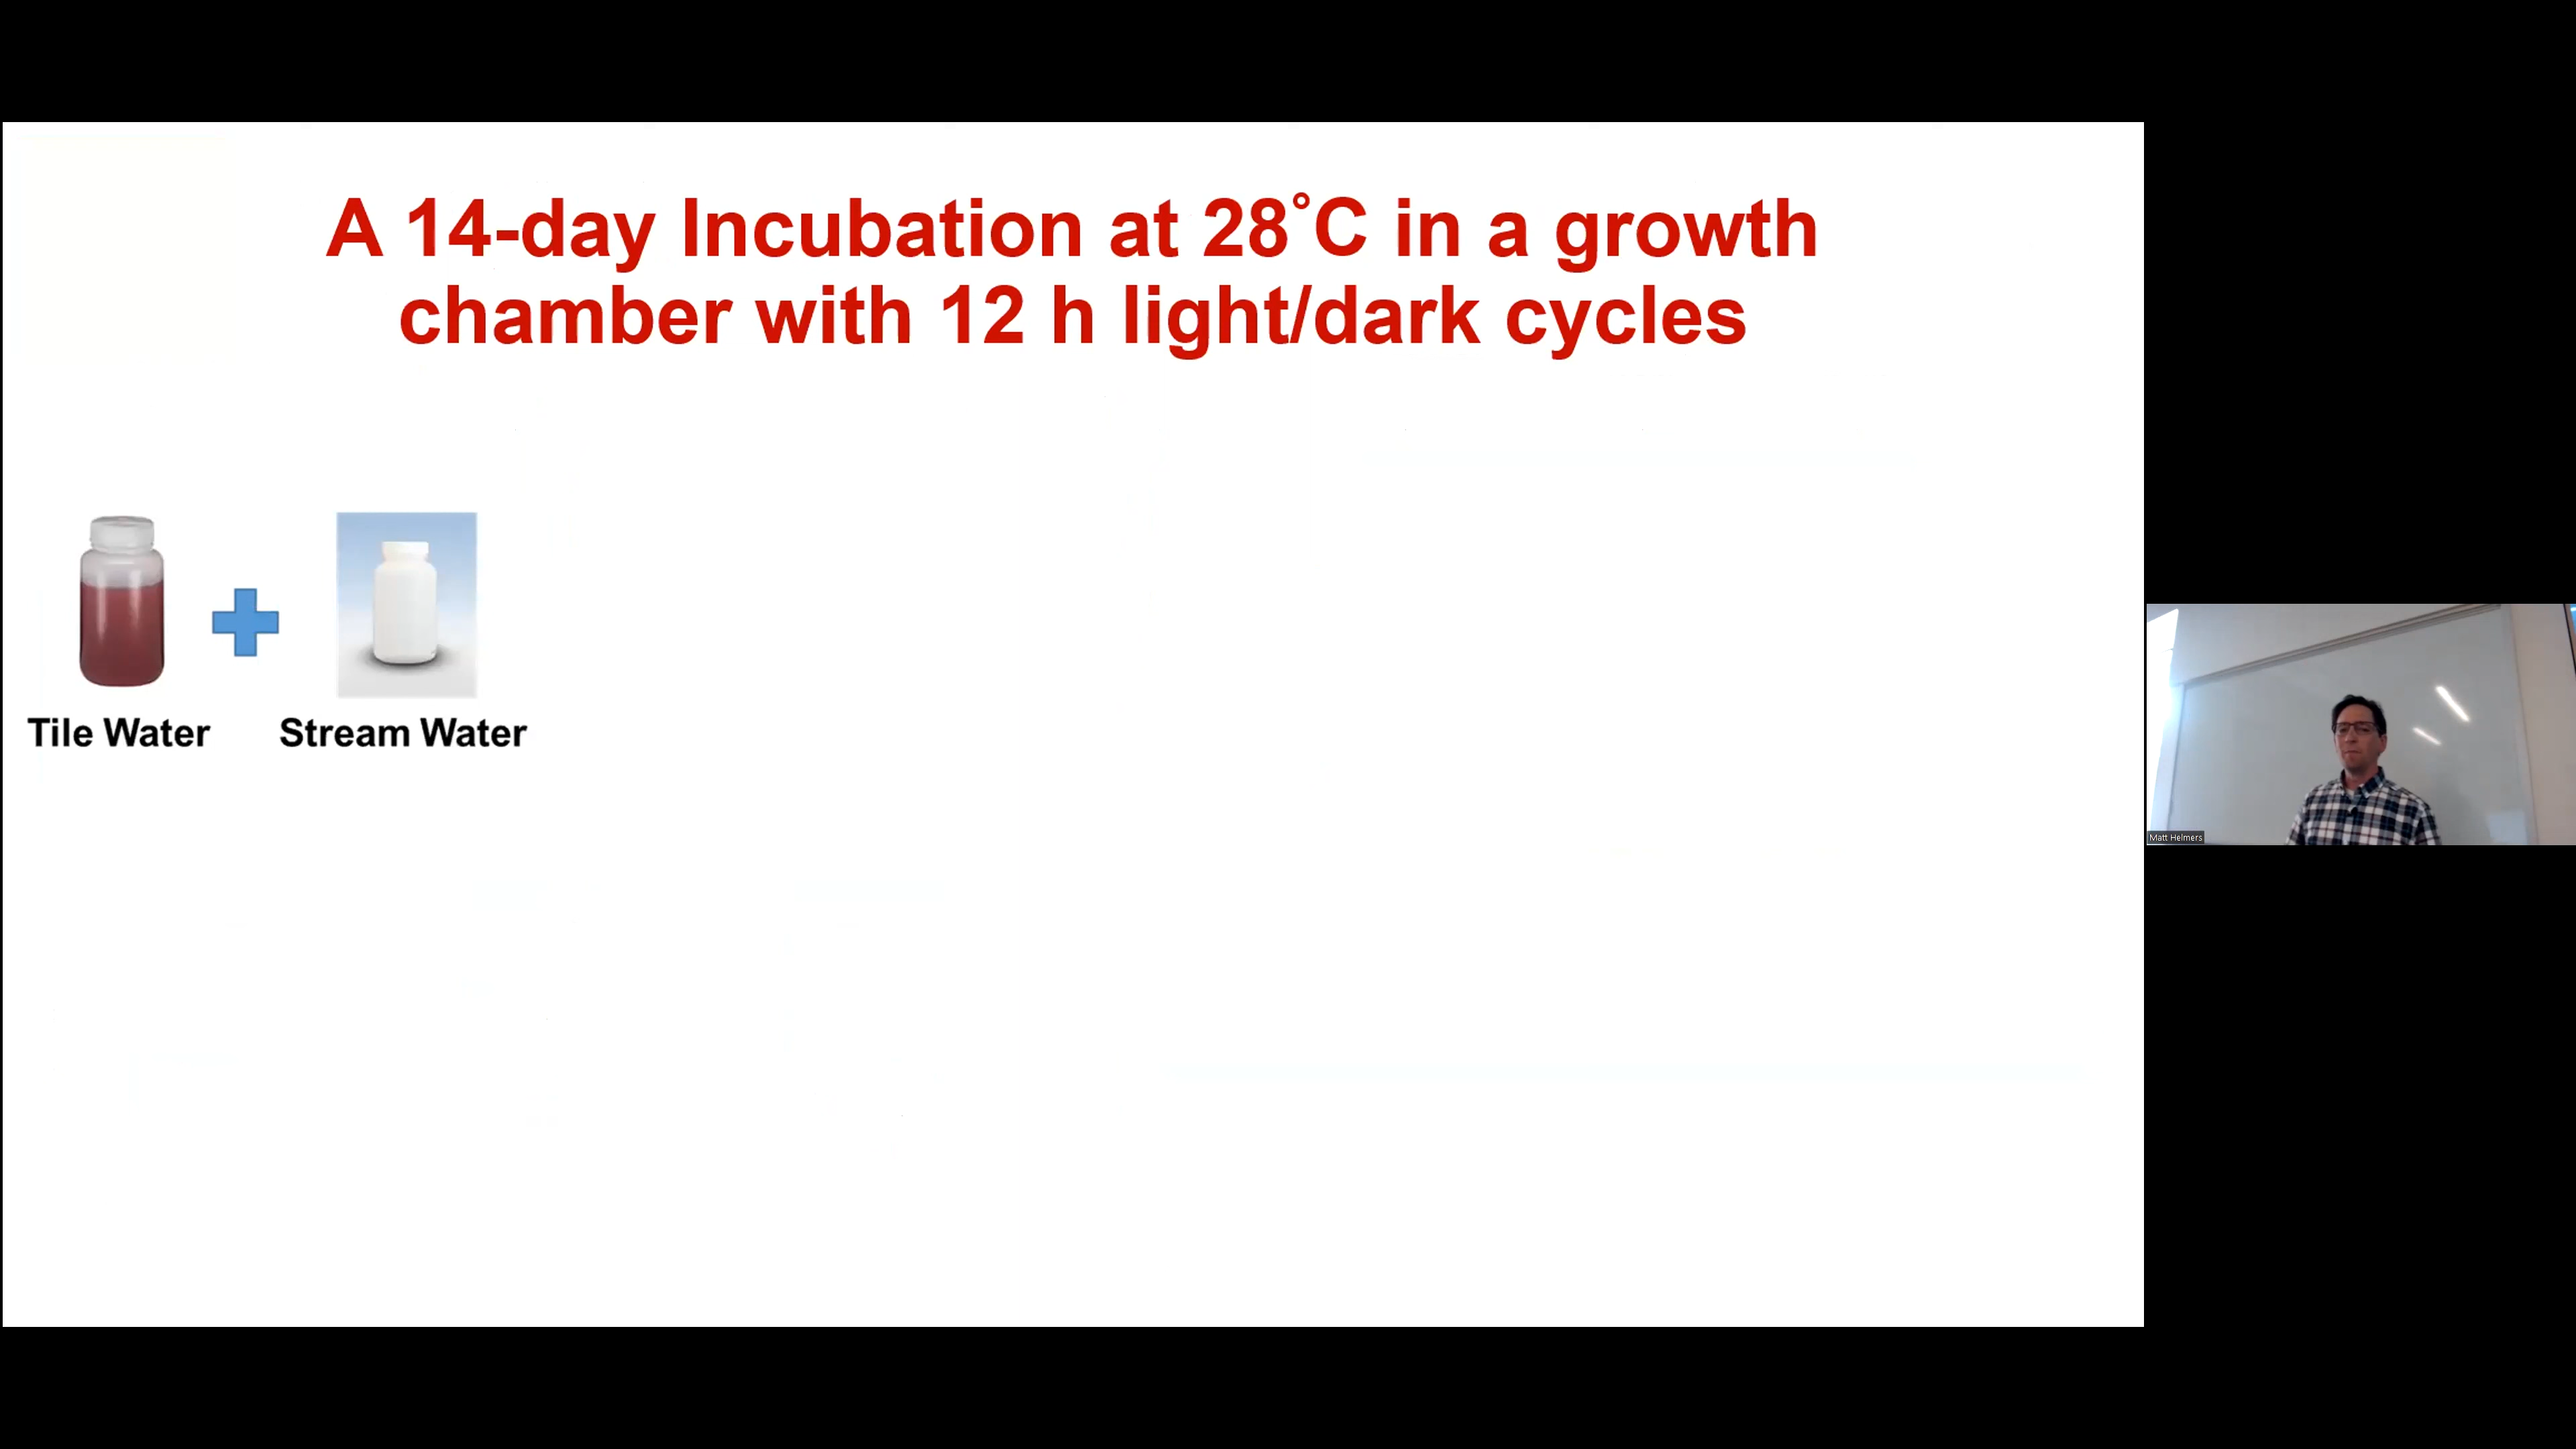 A 14-day Incubation at 28°C in a growth
chamber with 12 h light/dark cycles
Tile Water
Stream Water
Matt Helmers